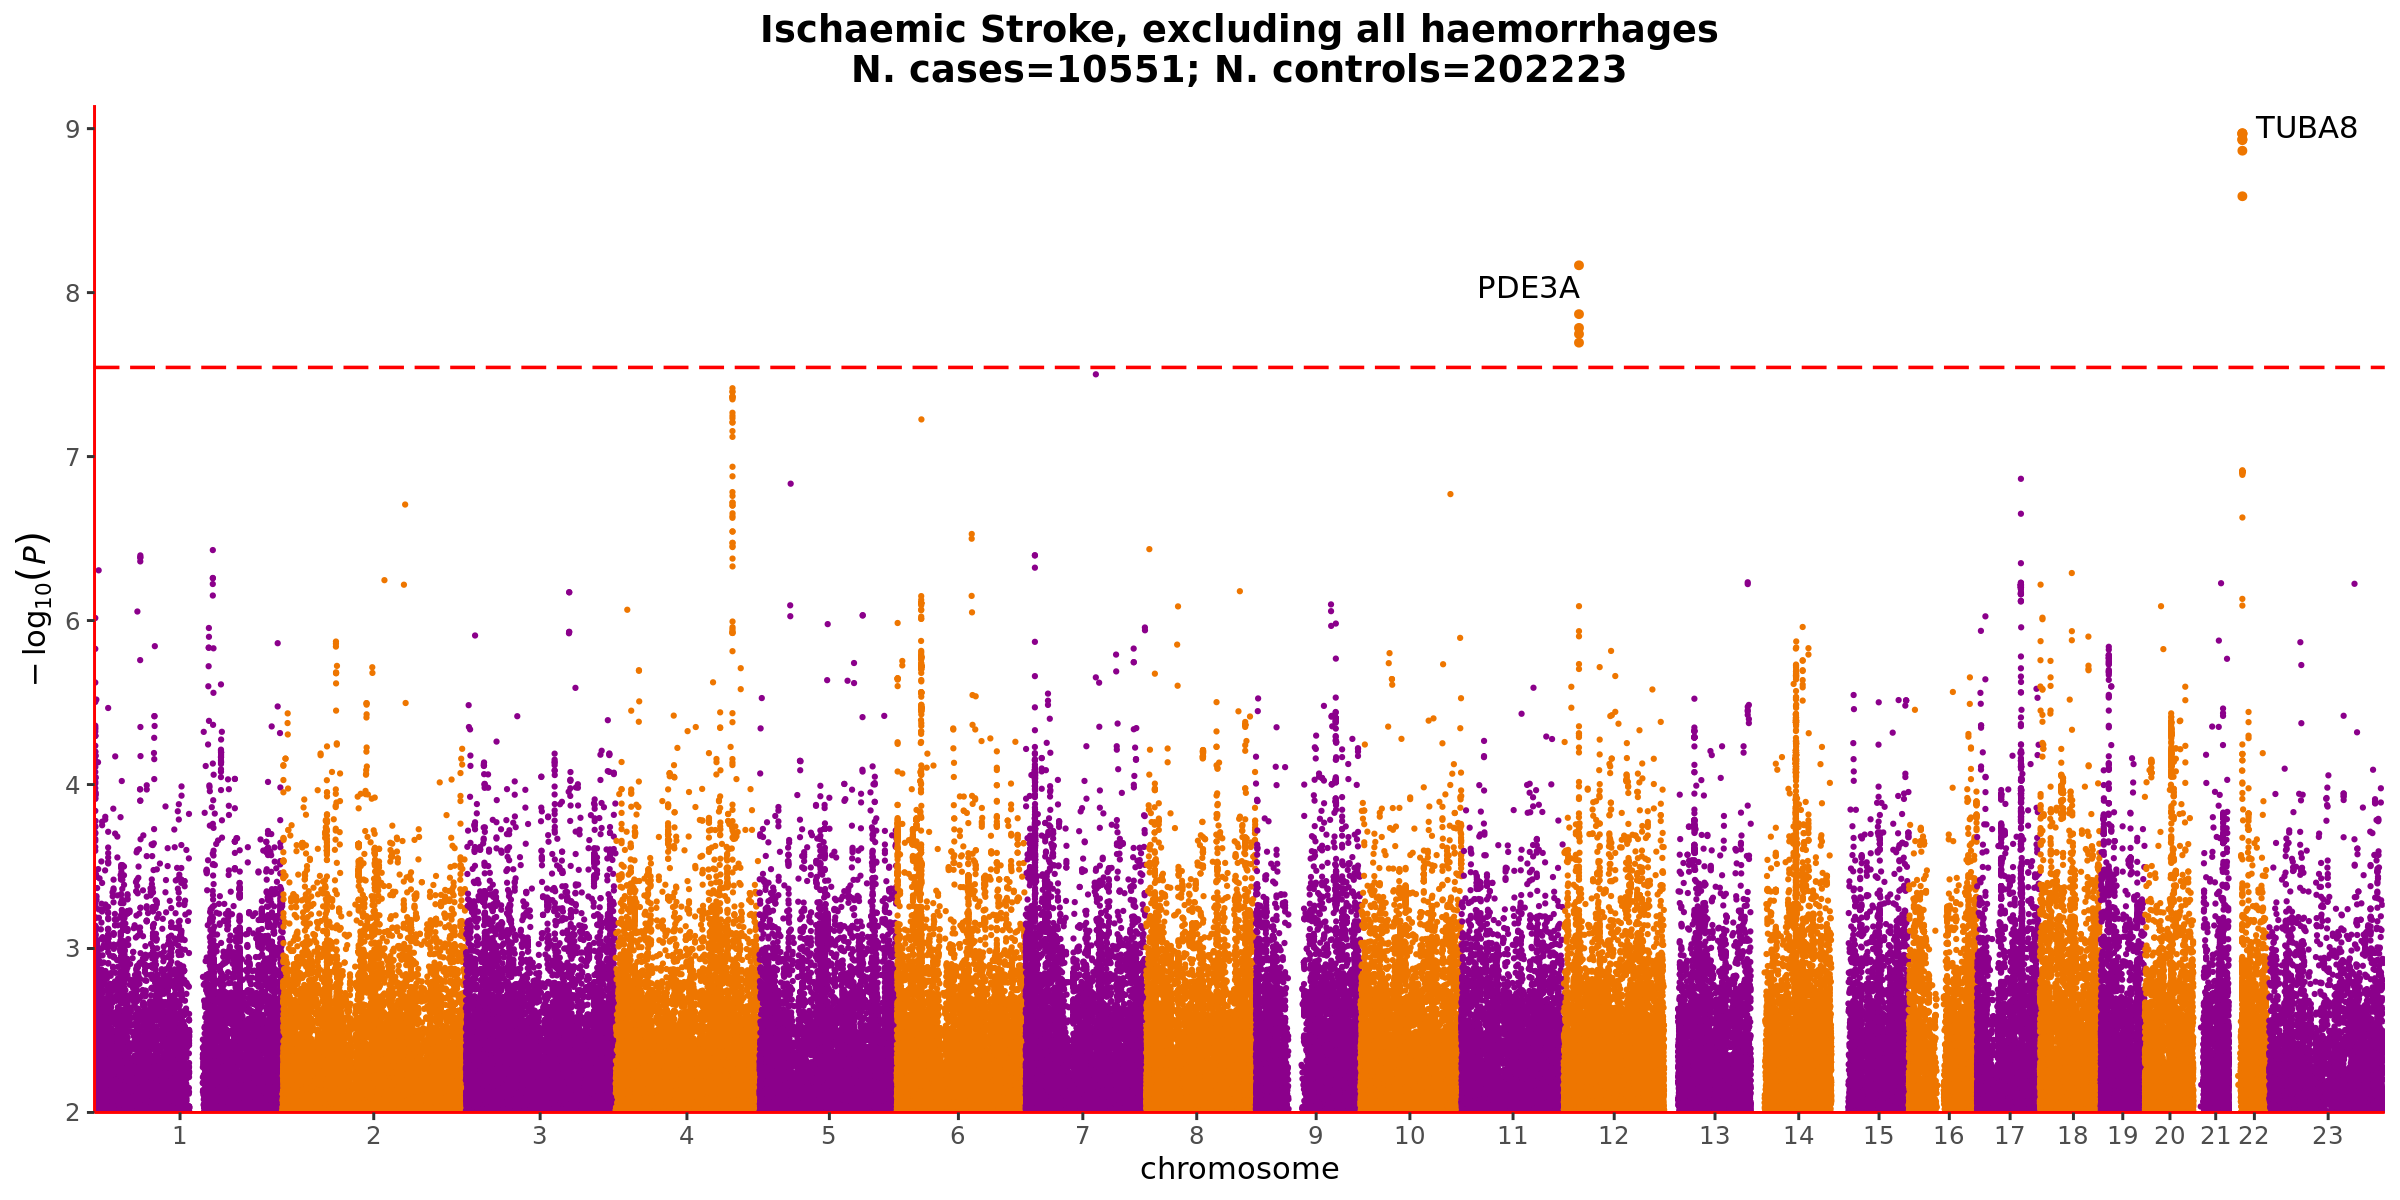 Ischaemic Stroke, excluding all haemorrhages
N. cases=10551; N. controls=202223
9
TUBA8
8
PDE3A
7
6
5
4
3
2
−log10(P)
1 2 3 4 5 6 7 8 9 10 11 12 13 14 15 16 17 18 19 20 21 22 23
chromosome